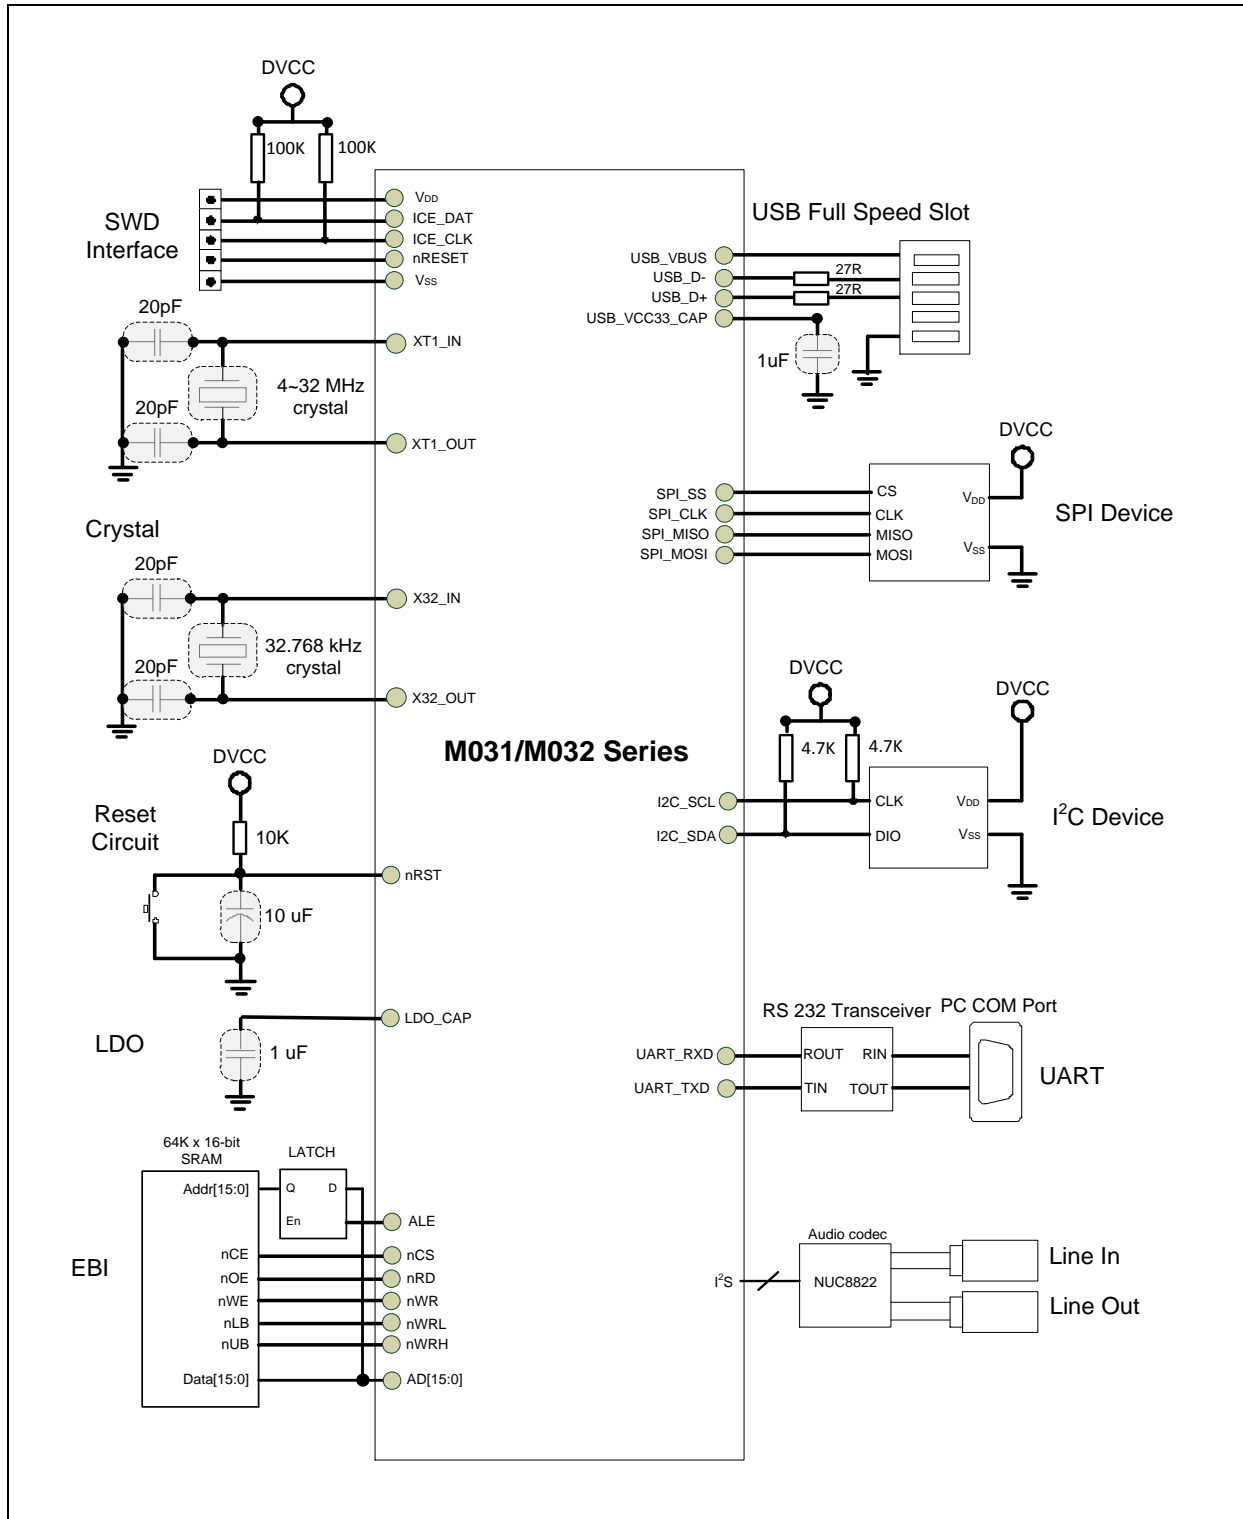 DVCC
100K
100K
SWD
Interface
VDD
ICE_DAT
ICE_CLK
nRESET
VSS
20pF
XT1_IN
4~32 MHz
crystal
20pF
XT1_OUT
Crystal
20pF
X32_IN
32.768 kHz
crystal
20pF
X32_OUT
DVCC
Reset
Circuit
10K
nRST
10 uF
LDO
LDO_CAP
1 uF
64K x 16-bit
SRAM
LATCH
Addr[15:0]
Q
D
En
ALE
EBI
nCE
nCS
nOE
nRD
nWE
nWR
nLB
nWRL
nUB
nWRH
Data[15:0]
AD[15:0]
M031/M032 Series
USB Full Speed Slot
USB_VBUS
USB_D-
27R
USB_D+
27R
USB_VCC33_CAP
1uF
DVCC
SPI_SS
CS
VDD
SPI_CLK
CLK
SPI Device
SPI_MISO
MISO
VSS
SPI_MOSI
MOSI
DVCC
DVCC
4.7K
4.7K
I2C_SCL
CLK
VDD
I2C Device
I2C_SDA
DIO
VSS
RS 232 Transceiver
PC COM Port
UART_RXD
ROUT
RIN
UART
UART_TXD
TIN
TOUT
Audio codec
I2S
NUC8822
Line In
Line Out